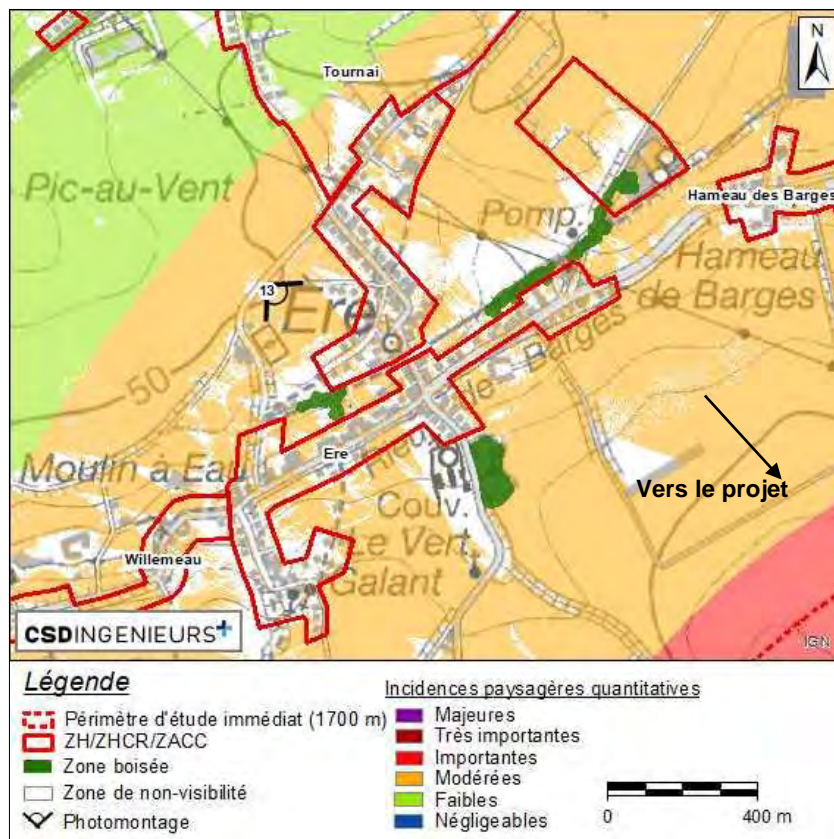 N
Tournai
Pic-au-Vent
Hameau des Barges
Pomp.
Hameau
de Barges
13
Ere
50
Rieu de Barges
Moulin à Eau
Ere
Vers le projet
Couv.
Le Vert
Galant
Willemeau
CSDINGENIEURS+
IGN
Légende
Périmètre d'étude immédiat (1700 m)
ZH/ZHCR/ZACC
Zone boisée
Zone de non-visibilité
Photomontage
Incidences paysagères quantitatives
Majeures
Très importantes
Importantes
Modérées
Faibles
Négligeables
0 400 m